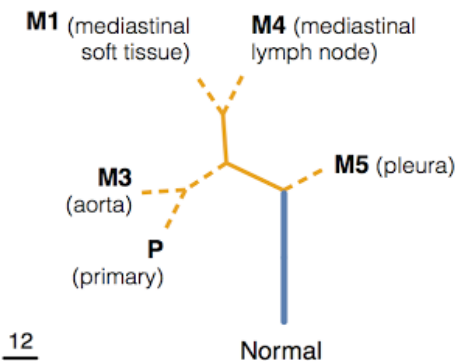 M1 (mediastinal
soft tissue)
M4 (mediastinal
lymph node)
M5 (pleura)
M3
(aorta)
P
(primary)
12
Normal